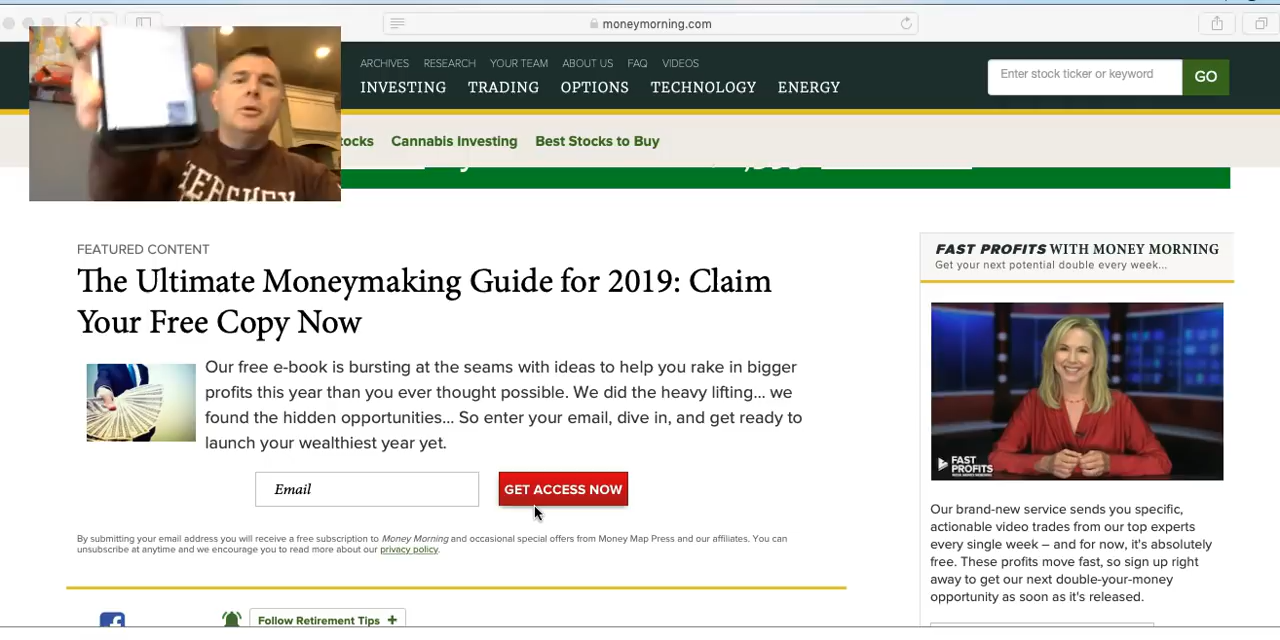 moneymorning.com
ARCHIVES RESEARCH YOUR TEAM ABOUT US FAQ VIDEOS
INVESTING TRADING OPTIONS TECHNOLOGY ENERGY
Enter stock ticker or keyword GO
Cannabis Investing Best Stocks to Buy
HERSHEY
FEATURED CONTENT
The Ultimate Moneymaking Guide for 2019: Claim
Your Free Copy Now
Our free e-book is bursting at the seams with ideas to help you rake in bigger
profits this year than you ever thought possible. We did the heavy lifting... we
found the hidden opportunities... So enter your email, dive in, and get ready to
launch your wealthiest year yet.
Email GET ACCESS NOW
By submitting your email address you will receive a free subscription to Money Morning and occasional special offers from Money Map Press and our affiliates. You can
unsubscribe at anytime and we encourage you to read more about our privacy policy.
Follow Retirement Tips +
FAST PROFITS WITH MONEY MORNING
Get your next potential double every week...
FAST
PROFITS
Our brand-new service sends you specific,
actionable video trades from our top experts
every single week – and for now, it's absolutely
free. These profits move fast, so sign up right
away to get our next double-your-money
opportunity as soon as it's released.